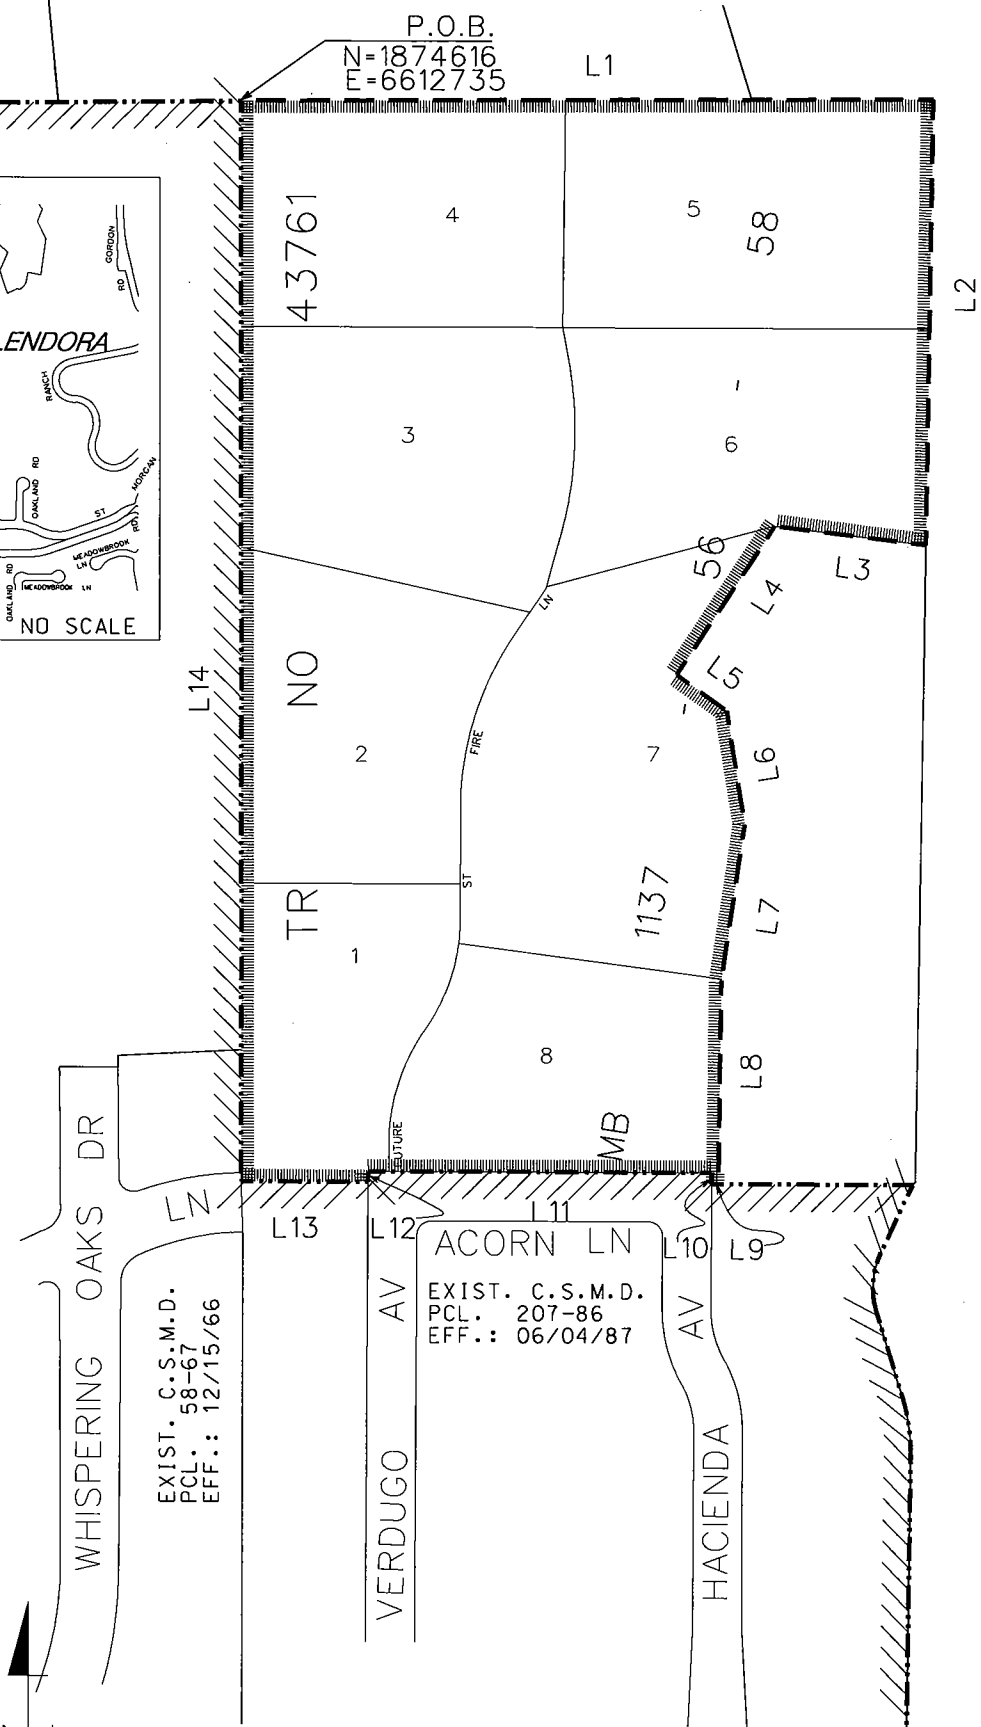 P.O.B.
N=1874616
E=6612735
L1
L2
L3
L4
L5
L6
L7
L8
L9
L10
L11
L12
L13
L14
4
5
3
6
2
7
1
8
TR NO 43761
MB 1137 56 58
FUTURE ST FIRE LN
GORDON RD
LENDORA
RANCH
OAKLAND RD
ST
MORGAN RD
MEADOWBROOK LN
OAKLAND RD
MEADOWBROOK LN
NO SCALE
LN
WHISPERING OAKS DR
ACORN LN
VERDUGO AV
HACIENDA AV
EXIST. C.S.M.D.
PCL. 207-86
EFF.: 06/04/87
EXIST. C.S.M.D.
PCL. 58-67
EFF.: 12/15/66